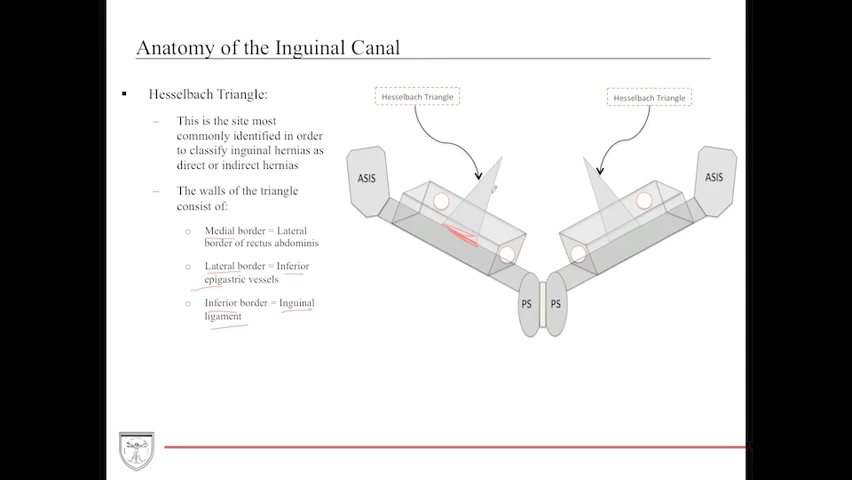 Anatomy of the Inguinal Canal
Hesselbach Triangle:
This is the site most
commonly identified in order
to classify inguinal hernias as
direct or indirect hernias
The walls of the triangle
consist of:
Medial border = Lateral
border of rectus abdominis
Lateral border = Inferior
epigastric vessels
Inferior border = Inguinal
ligament
Hesselbach Triangle
Hesselbach Triangle
ASIS
ASIS
PS
PS